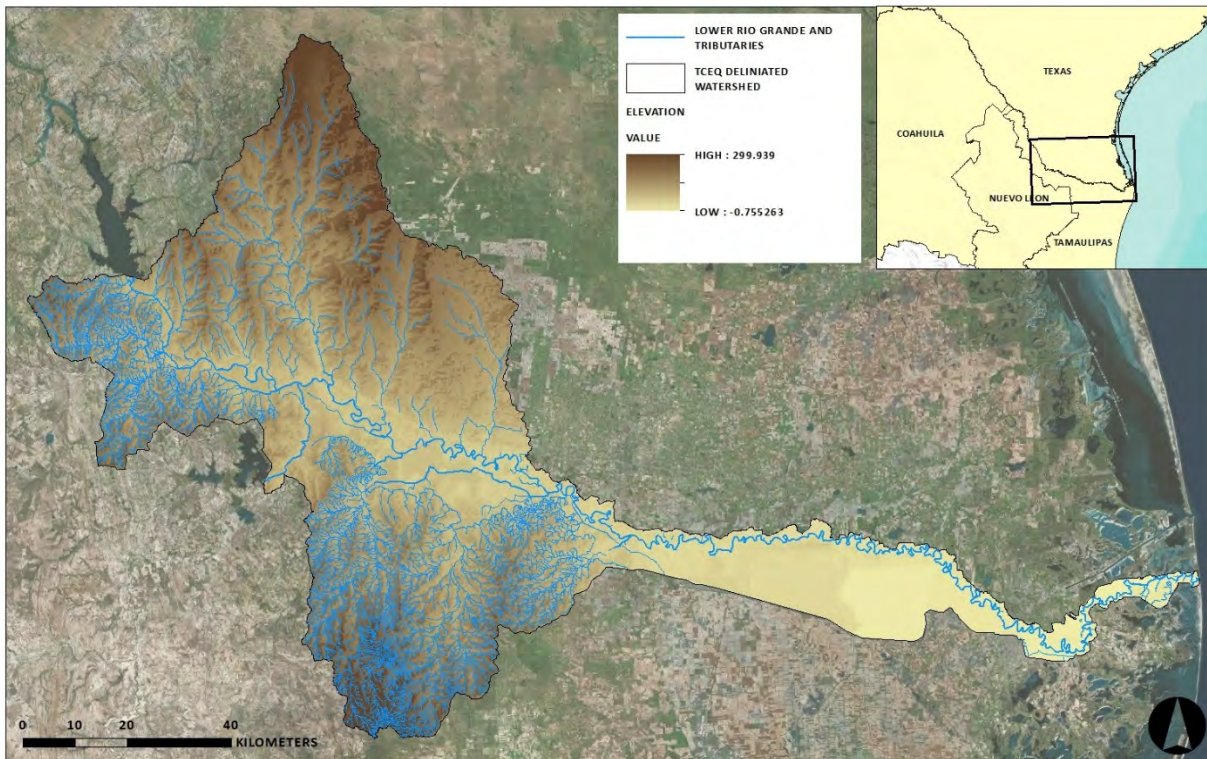 LOWER RIO GRANDE AND
TRIBUTARIES
TCEQ DELINIATED
WATERSHED
ELEVATION
VALUE
HIGH : 299.939
LOW : -0.755263
TEXAS
COAHUILA
NUEVO LEON
TAMAULIPAS
0 10 20 40
KILOMETERS